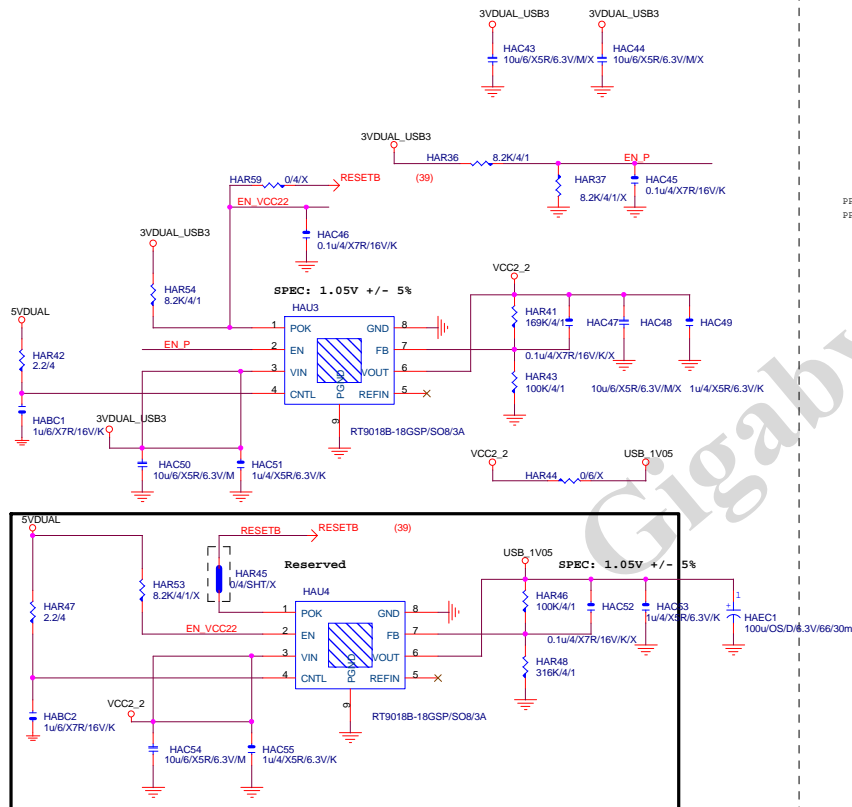 3VDUAL_USB3 3VDUAL_USB3
HAC43 HAC44
10u/6/X5R/6.3V/M/X 10u/6/X5R/6.3V/M/X
3VDUAL_USB3
HAR36 8.2K/4/1 EN_P
HAR59 0/4/X RESETB (39)
HAR37 HAC45
8.2K/4/1/X 0.1u/4/X7R/16V/K
EN_VCC22
HAC46
0.1u/4/X7R/16V/K
3VDUAL_USB3
VCC2_2
HAR54
8.2K/4/1
SPEC: 1.05V +/- 5%
HAU3
5VDUAL
HAR41
169K/4/1
HAC47 HAC48 HAC49
1 POK GND 8
EN_P 2 EN FB 7
3 VIN VOUT 6
4 CNTL REFIN 5
PGND
9
HAR42
2.2/4
0.1u/4/X7R/16V/K/X
HAR43
100K/4/1
10u/6/X5R/6.3V/M/X 1u/4/X5R/6.3V/K
HABC1
1u/6/X7R/16V/K
3VDUAL_USB3
RT9018B-18GSP/SO8/3A
HAC50 HAC51
10u/6/X5R/6.3V/M 1u/4/X5R/6.3V/K
VCC2_2 USB_1V05
HAR44 0/6/X
5VDUAL
RESETB RESETB (39)
Reserved
USB_1V05
SPEC: 1.05V +/- 5%
HAR53
8.2K/4/1/X
HAR45
0/4/SHT/X
HAU4
HAR47
2.2/4
HAR46
100K/4/1
HAC52 HAC53
1u/4/X5R/6.3V/K
1
+
HAEC1
100u/OS/D/6.3V/66/30m
1 POK GND 8
EN_VCC22 2 EN FB 7
3 VIN VOUT 6
4 CNTL REFIN 5
PGND
9
0.1u/4/X7R/16V/K/X
HAR48
316K/4/1
HABC2
1u/6/X7R/16V/K
VCC2_2
RT9018B-18GSP/SO8/3A
HAC54 HAC55
10u/6/X5R/6.3V/M 1u/4/X5R/6.3V/K
Gigaby